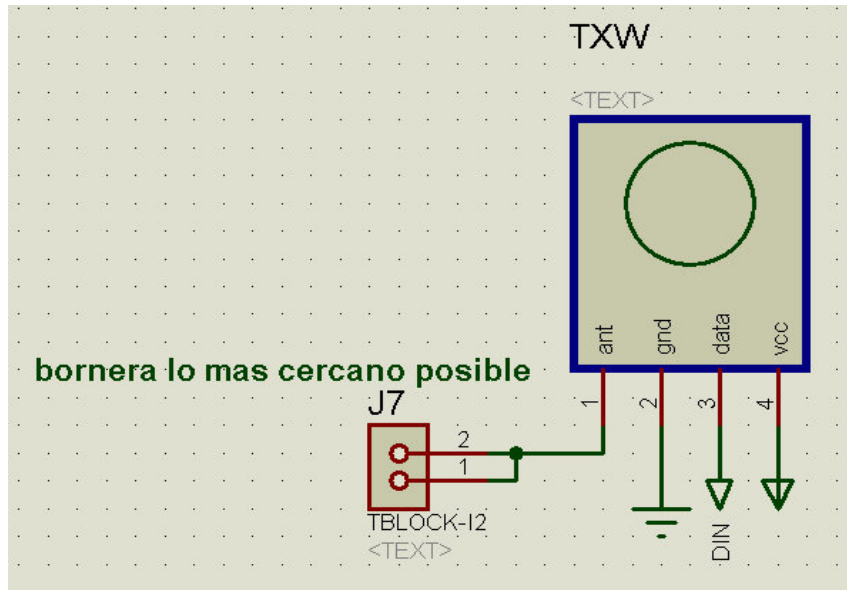 TXW
<TEXT>
ant
gnd
data
vcc
bornera lo mas cercano posible
J7
1
2
3
4
2
1
TBLOCK-I2
<TEXT>
DIN